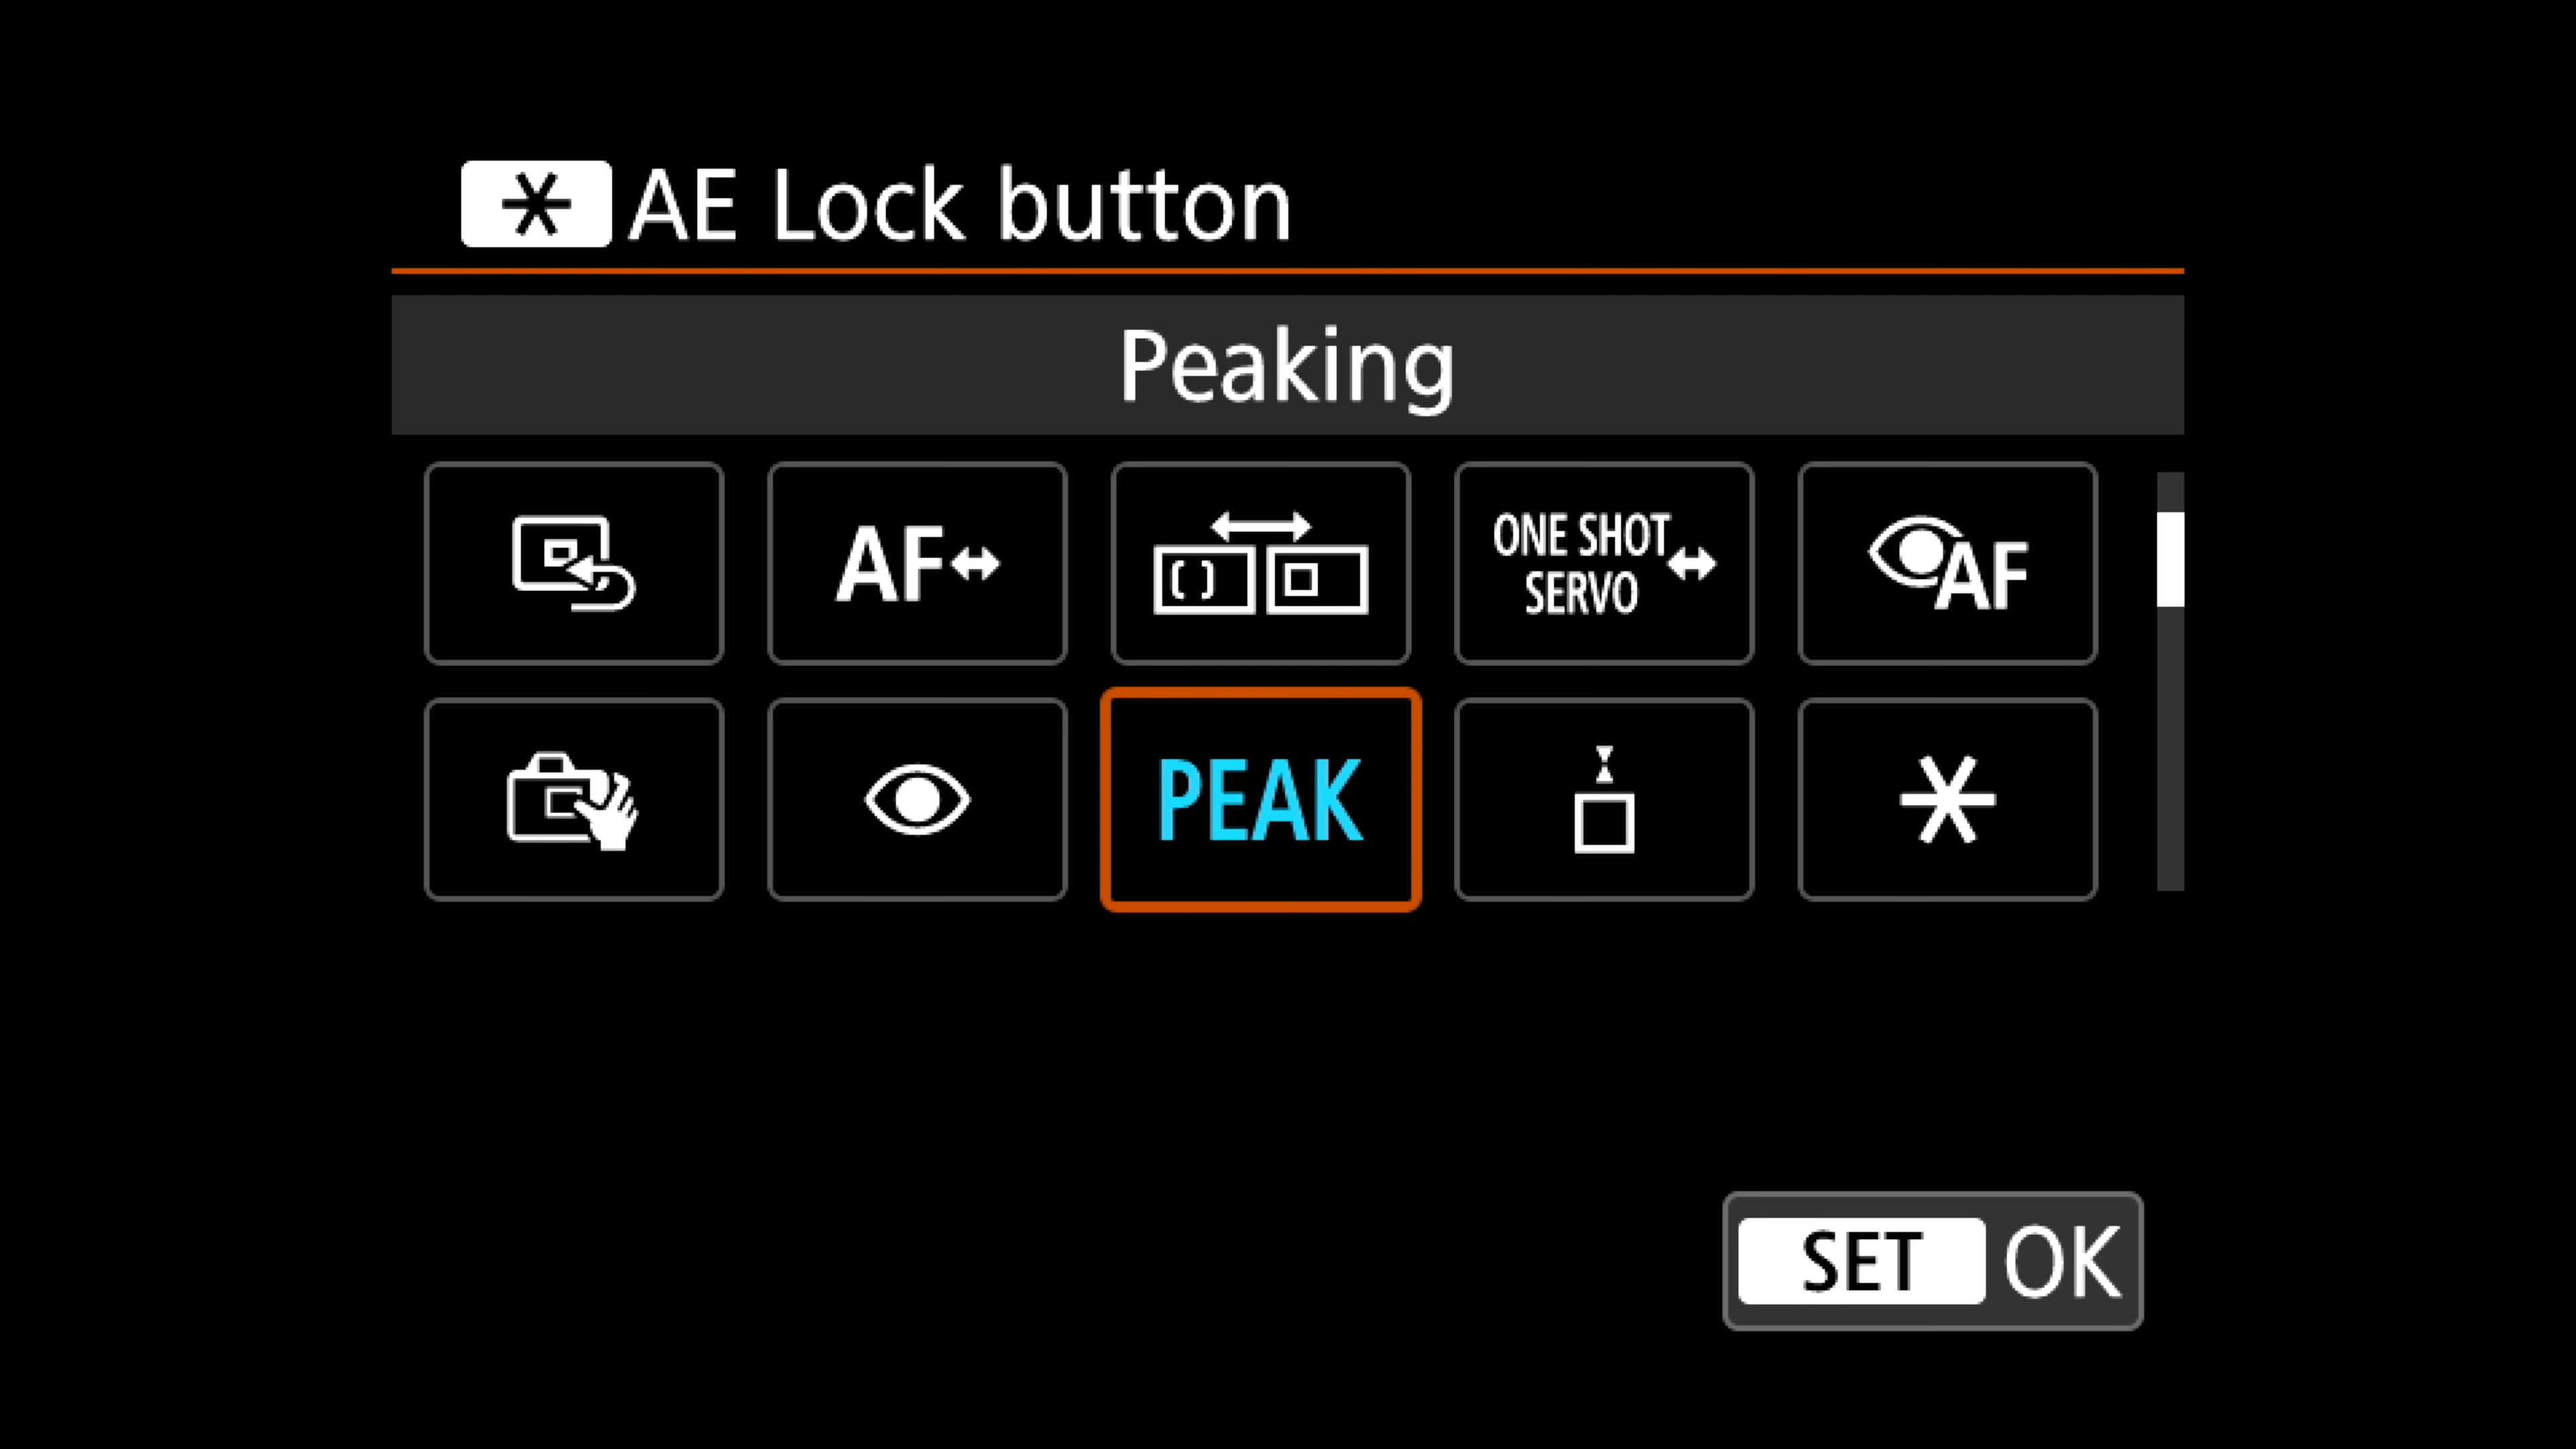 * AE Lock button
Peaking
AF
ONE SHOT
SERVO
AF
PEAK
*
SET OK